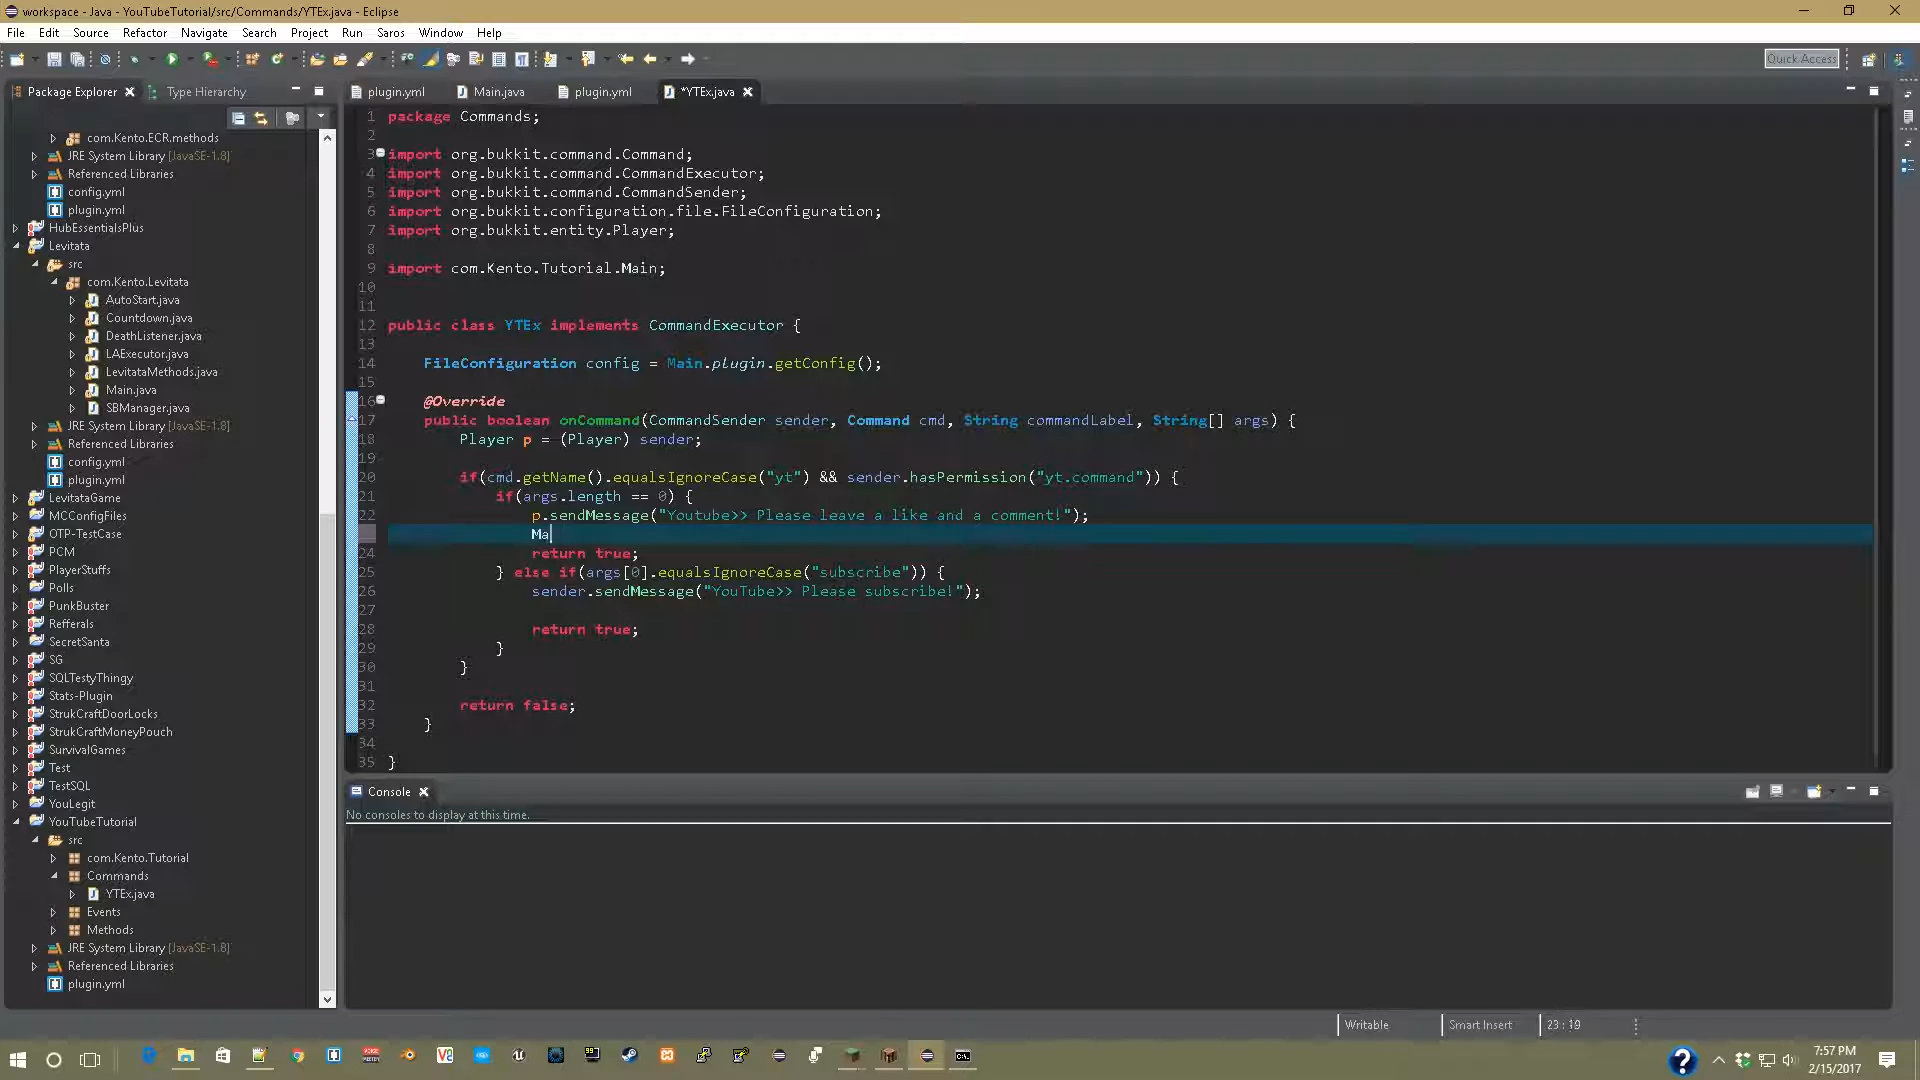 workspace - Java - YouTubeTutorial/src/Commands/YTEx.java - Eclipse
File Edit Source Refactor Navigate Search Project Run Saros Window Help
Quick Access
Package Explorer Type Hierarchy
plugin.yml Main.java plugin.yml *YTEx.java
com.Kento.ECR.methods
JRE System Library [JavaSE-1.8]
Referenced Libraries
config.yml
plugin.yml
HubEssentialsPlus
Levitata
src
com.Kento.Levitata
AutoStart.java
Countdown.java
DeathListener.java
LAExecutor.java
LevitataMethods.java
Main.java
SBManager.java
JRE System Library [JavaSE-1.8]
Referenced Libraries
config.yml
plugin.yml
LevitataGame
MCConfigFiles
OTP-TestCase
PCM
PlayerStuffs
Polls
PunkBuster
Refferals
SecretSanta
SG
SQLTestyThingy
Stats-Plugin
StrukCraftDoorLocks
StrukCraftMoneyPouch
SurvivalGames
Test
TestSQL
YouLegit
YouTubeTutorial
src
com.Kento.Tutorial
Commands
YTEx.java
Events
Methods
JRE System Library [JavaSE-1.8]
Referenced Libraries
plugin.yml
1 package Commands;
2
3 import org.bukkit.command.Command;
4 import org.bukkit.command.CommandExecutor;
5 import org.bukkit.command.CommandSender;
6 import org.bukkit.configuration.file.FileConfiguration;
7 import org.bukkit.entity.Player;
8
9 import com.Kento.Tutorial.Main;
10
11
12 public class YTEx implements CommandExecutor {
13
14 FileConfiguration config = Main.plugin.getConfig();
15
16 @Override
17 public boolean onCommand(CommandSender sender, Command cmd, String commandLabel, String[] args) {
18 Player p = (Player) sender;
19
20 if(cmd.getName().equalsIgnoreCase("yt") && sender.hasPermission("yt.command")) {
21 if(args.length == 0) {
22 p.sendMessage("Youtube>> Please leave a like and a comment!");
Ma
24 return true;
25 } else if(args[0].equalsIgnoreCase("subscribe")) {
26 sender.sendMessage("YouTube>> Please subscribe!");
27
28 return true;
29 }
30 }
31
32 return false;
33 }
34
35 }
Console
No consoles to display at this time.
Writable Smart Insert 23 : 19
7:57 PM
2/15/2017